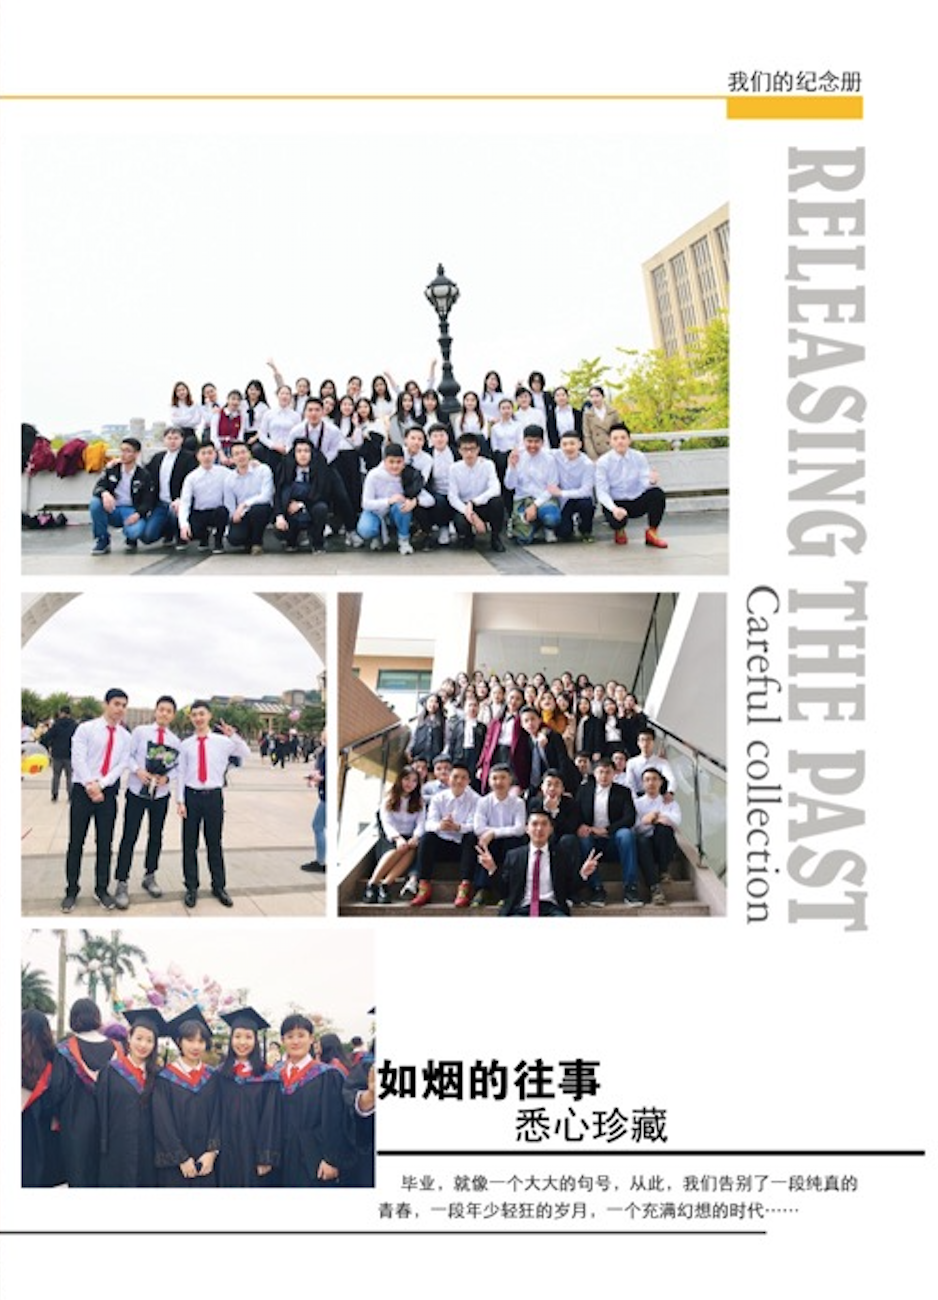 我们的纪念册
RELEASING THE PAST
Careful collection
如烟的往事
悉心珍藏
毕业，就像一个大大的句号，从此，我们告别了一段纯真的
青春，一段年少轻狂的岁月，一个充满幻想的时代……